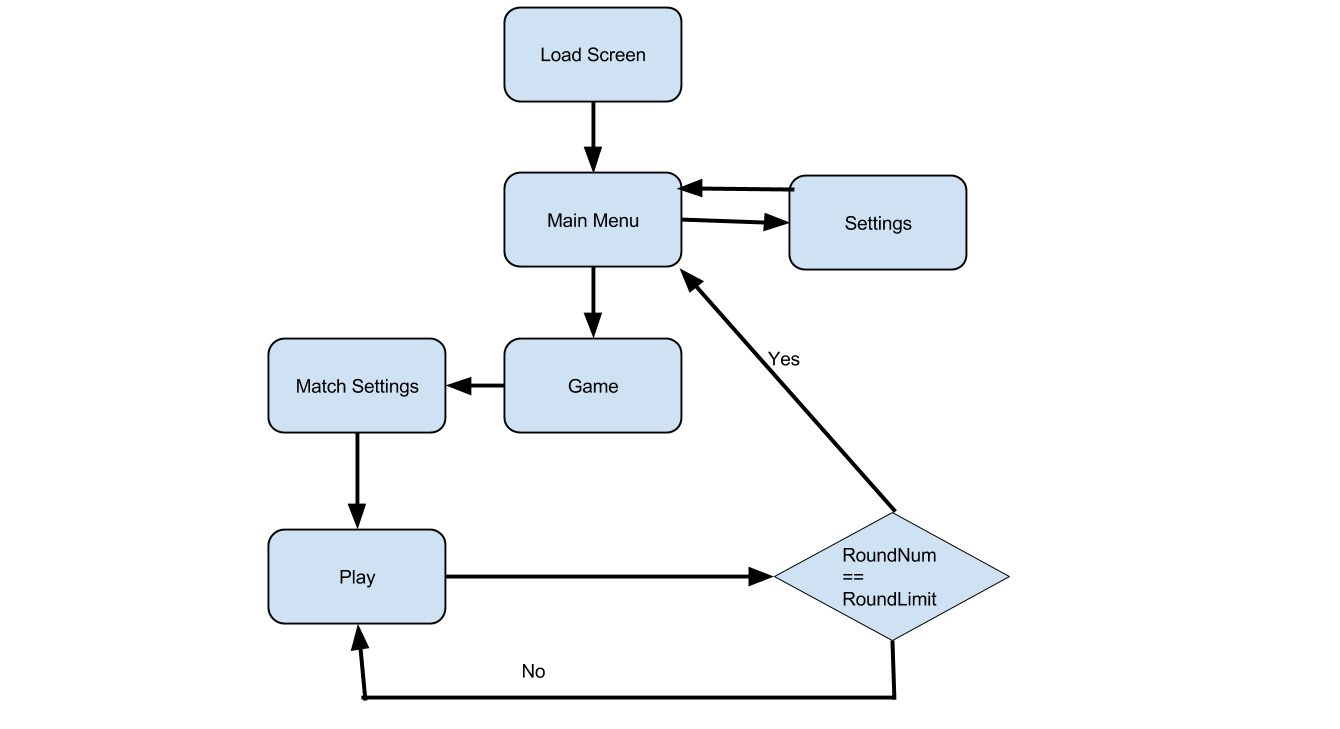 Load Screen
Main Menu
Settings
Yes
Match Settings
Game
Play
RoundNum
==
RoundLimit
No